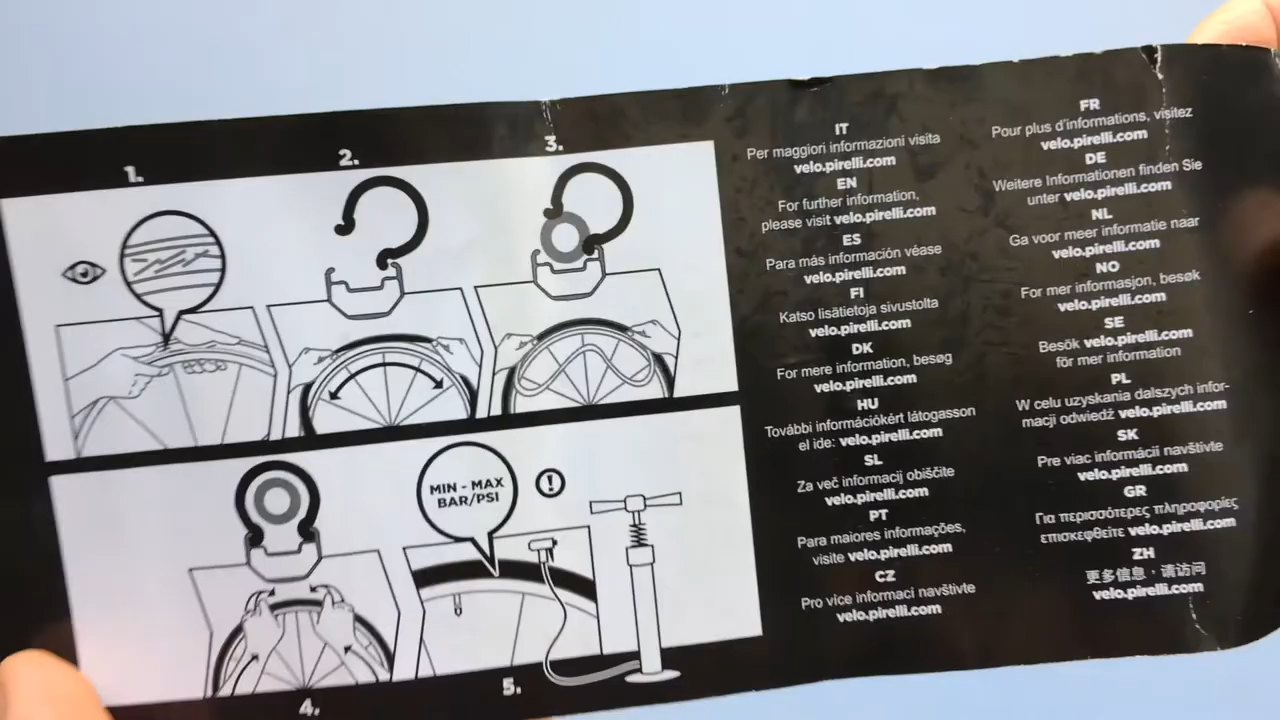 1.
2.
3.
MIN - MAX
BAR/PSI
!
4.
5.
IT
Per maggiori informazioni visita
velo.pirelli.com
EN
For further information,
please visit velo.pirelli.com
ES
Para más información véase
velo.pirelli.com
FI
Katso lisätietoja sivustolta
velo.pirelli.com
DK
For mere information, besøg
velo.pirelli.com
HU
További információkért látogasson
el ide: velo.pirelli.com
SL
Za več informacij obiščite
velo.pirelli.com
PT
Para maiores informações,
visite velo.pirelli.com
CZ
Pro více informací navštivte
velo.pirelli.com
FR
Pour plus d'informations, visitez
velo.pirelli.com
DE
Weitere Informationen finden Sie
unter velo.pirelli.com
NL
Ga voor meer informatie naar
velo.pirelli.com
NO
For mer informasjon, besøk
velo.pirelli.com
SE
Besök velo.pirelli.com
för mer information
PL
W celu uzyskania dalszych infor-
macji odwiedź velo.pirelli.com
SK
Pre viac informácií navštívte
velo.pirelli.com
GR
Για περισσότερες πληροφορίες
επισκεφθείτε velo.pirelli.com
ZH
更多信息，请访问
velo.pirelli.com